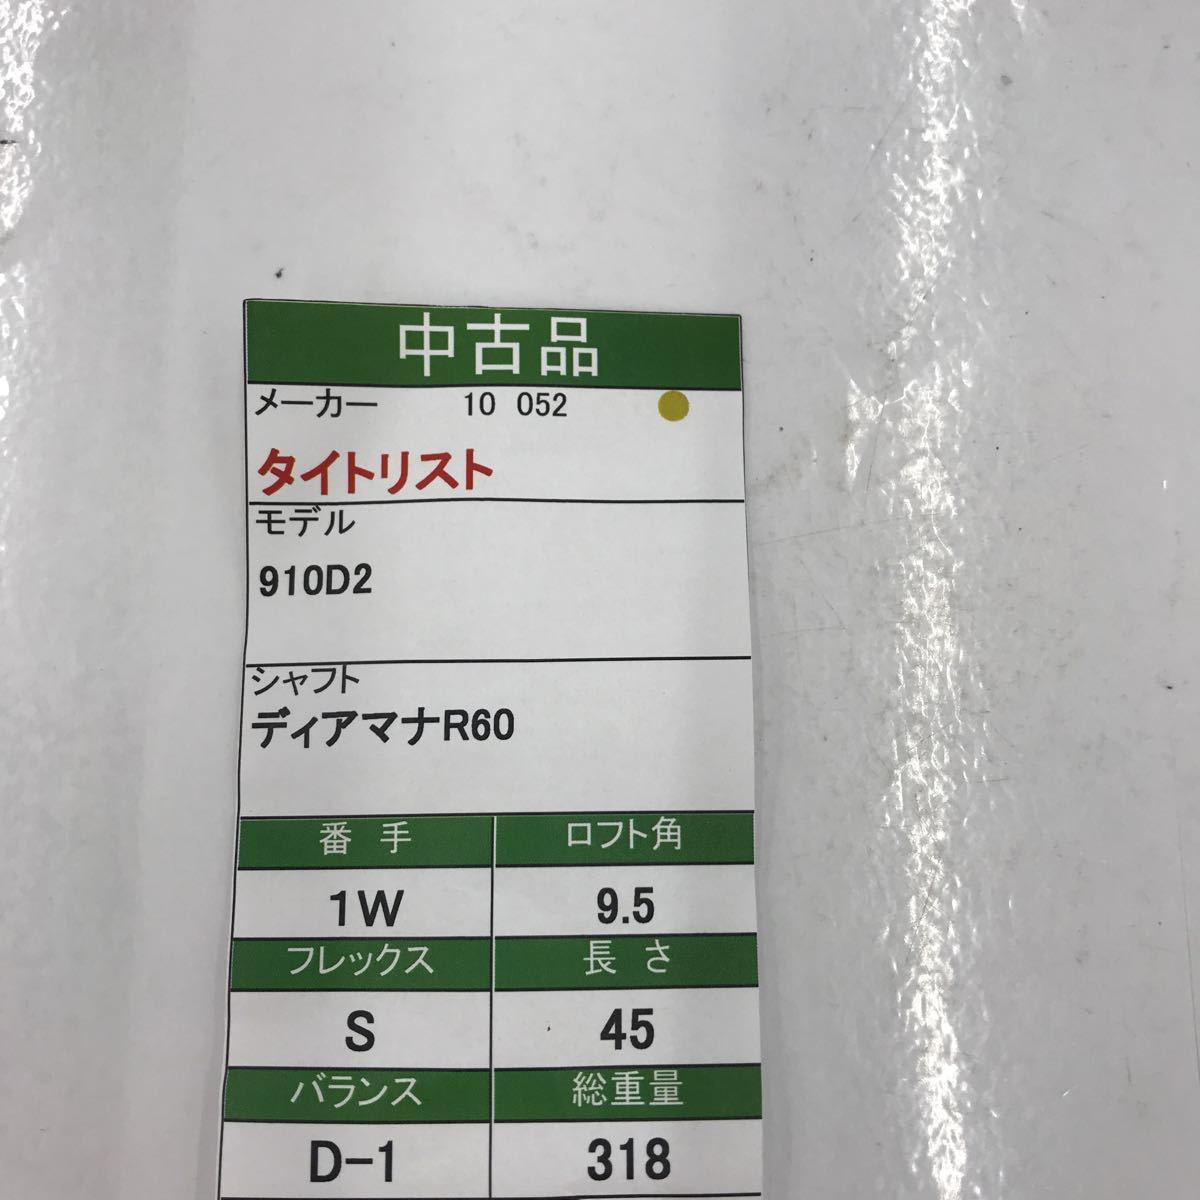 中古品
メーカー 10 052
タイトリスト
モデル
910D2
シャフト
ディアマナR60
番手 ロフト角
1W 9.5
フレックス 長さ
S 45
バランス 総重量
D-1 318